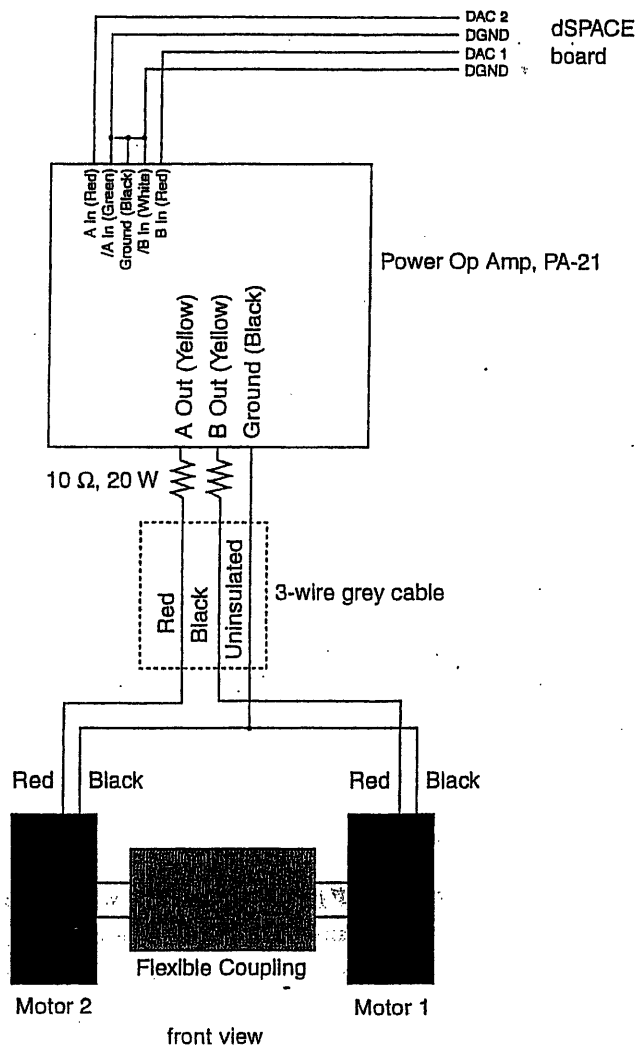 DAC 2
DGND
DAC 1
DGND
dSPACE
board
A In (Red)
/A In (Green)
Ground (Black)
/B In (White)
B In (Red)
Power Op Amp, PA-21
A Out (Yellow)
B Out (Yellow)
Ground (Black)
10 Ω, 20 W
Red
Black
Uninsulated
3-wire grey cable
Red
Black
Red
Black
Flexible Coupling
Motor 2
Motor 1
front view